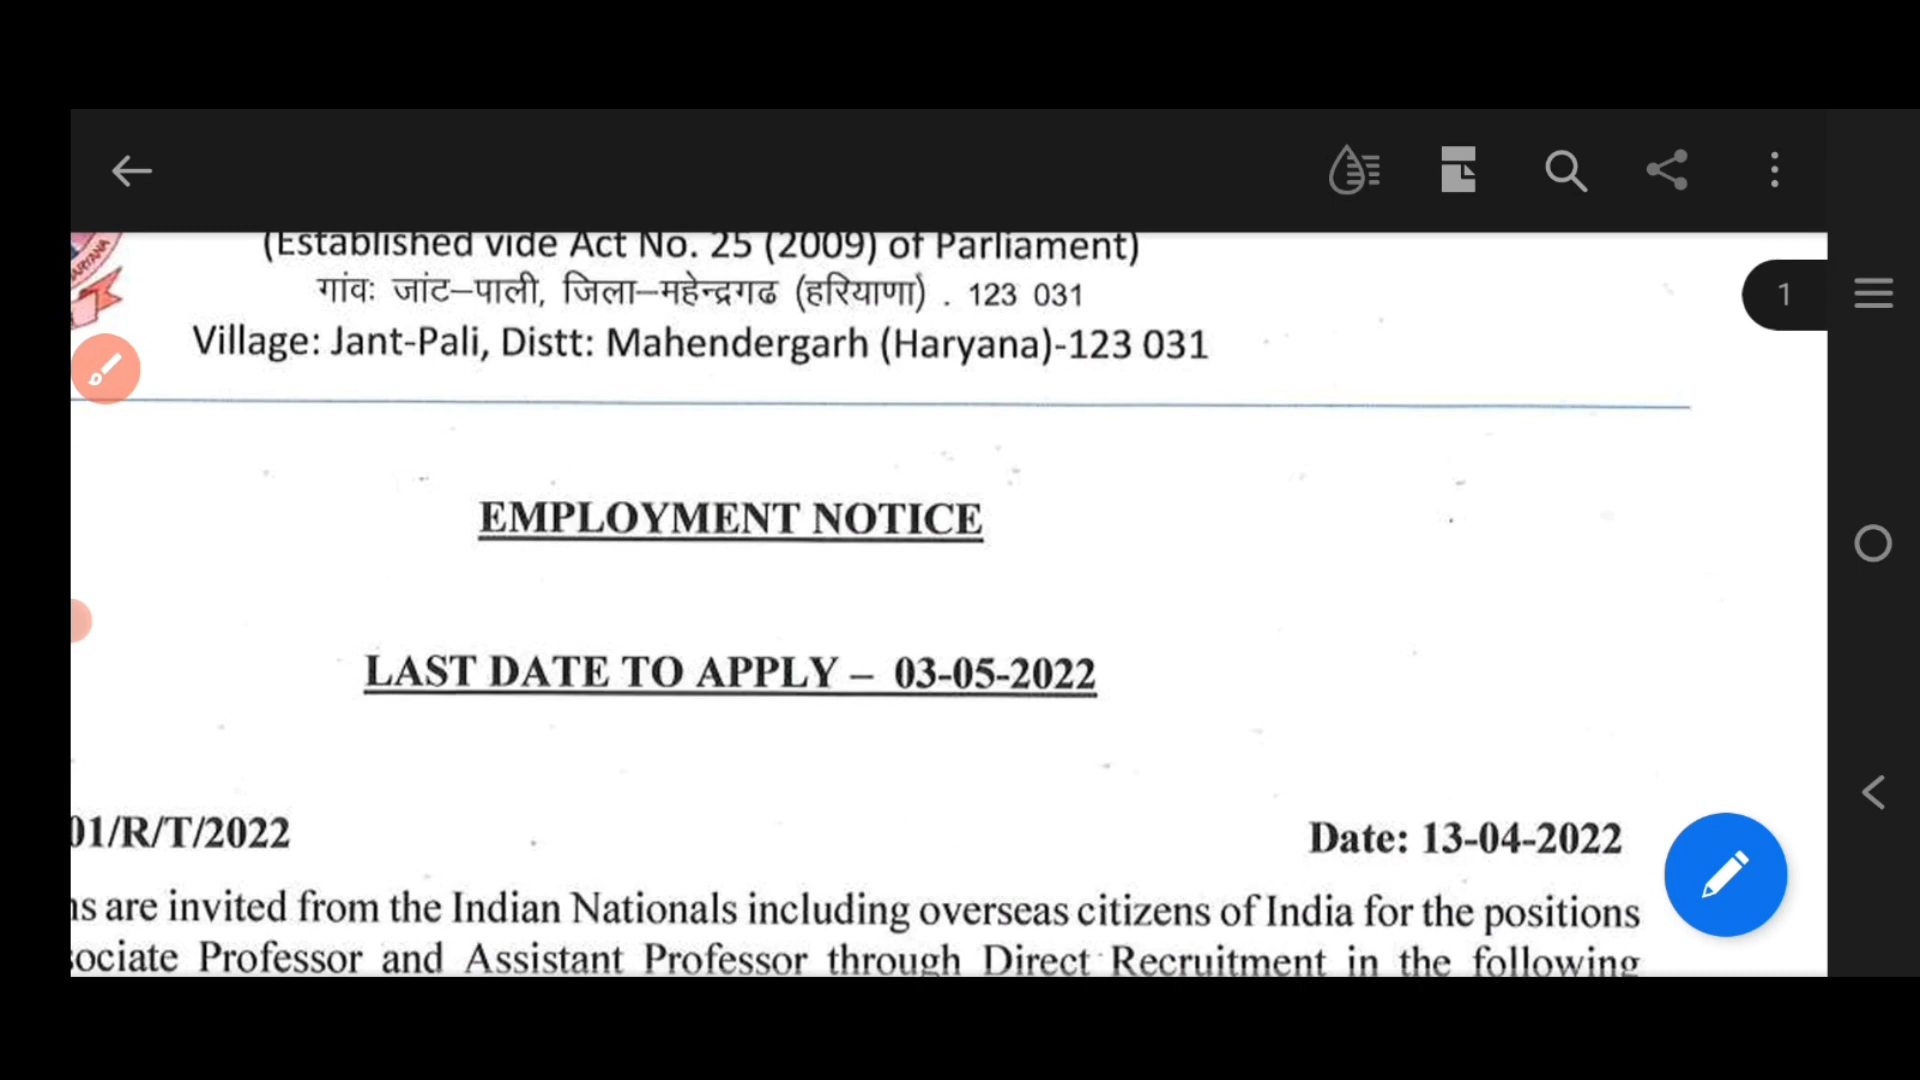 HARYANA
(Established vide Act No. 25 (2009) of Parliament)
गांवः जांट–पाली, जिला–महेन्द्रगढ (हरियाणा) . 123 031
1
Village: Jant-Pali, Distt: Mahendergarh (Haryana)-123 031
EMPLOYMENT NOTICE
LAST DATE TO APPLY – 03-05-2022
01/R/T/2022
Date: 13-04-2022
are invited from the Indian Nationals including overseas citizens of India for the positions
Professor and Assistant Professor through Direct Recruitment in the following